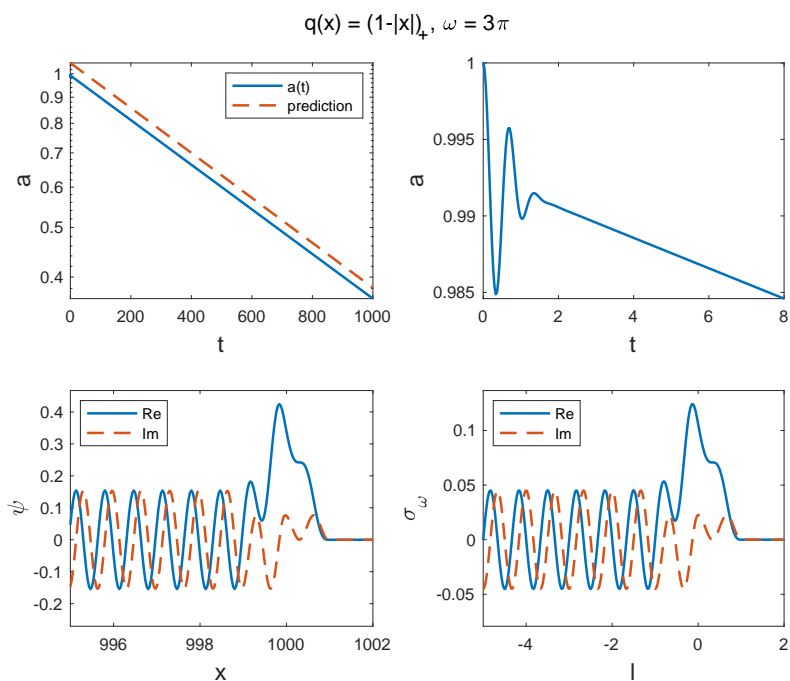 q(x) = (1-|x|)₊, ω = 3π
1
0.9
0.8
0.7
0.6
0.5
0.4
a
a(t)
prediction
0 200 400 600 800 1000
t
1
0.995
0.99
0.985
a
0 2 4 6 8
t
0.4
0.3
0.2
0.1
0
-0.1
-0.2
ψ
Re
Im
996 998 1000 1002
x
0.1
0.05
0
-0.05
σ_ω
Re
Im
-4 -2 0 2
l